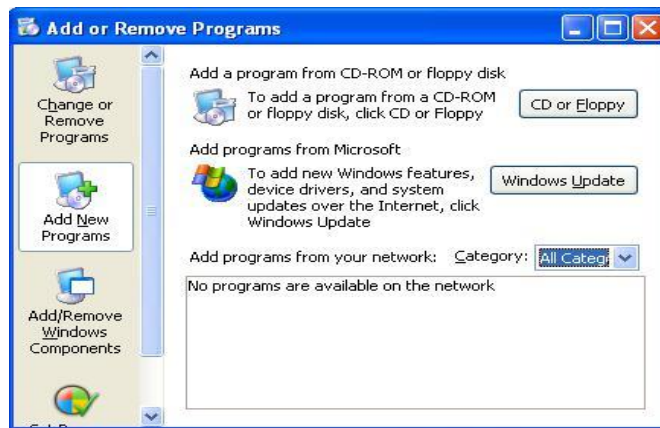 Add or Remove Programs
Change or
Remove
Programs
Add New
Programs
Add/Remove
Windows
Components
Add a program from CD-ROM or floppy disk
To add a program from a CD-ROM
or floppy disk, click CD or Floppy
CD or Floppy
Add programs from Microsoft
To add new Windows features,
device drivers, and system
updates over the Internet, click
Windows Update
Windows Update
Add programs from your network:
Category:
All Categ
No programs are available on the network